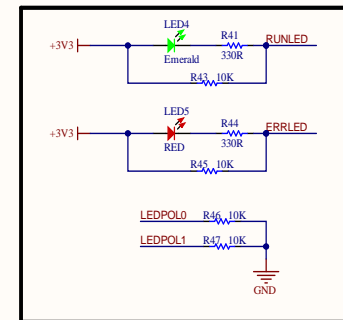 LED4
+3V3
R41
RUNLED
Emerald
330R
R43 10K
LED5
+3V3
R44
ERRLED
RED
330R
R45 10K
LEDPOL0 R46 10K
LEDPOL1 R47 10K
GND